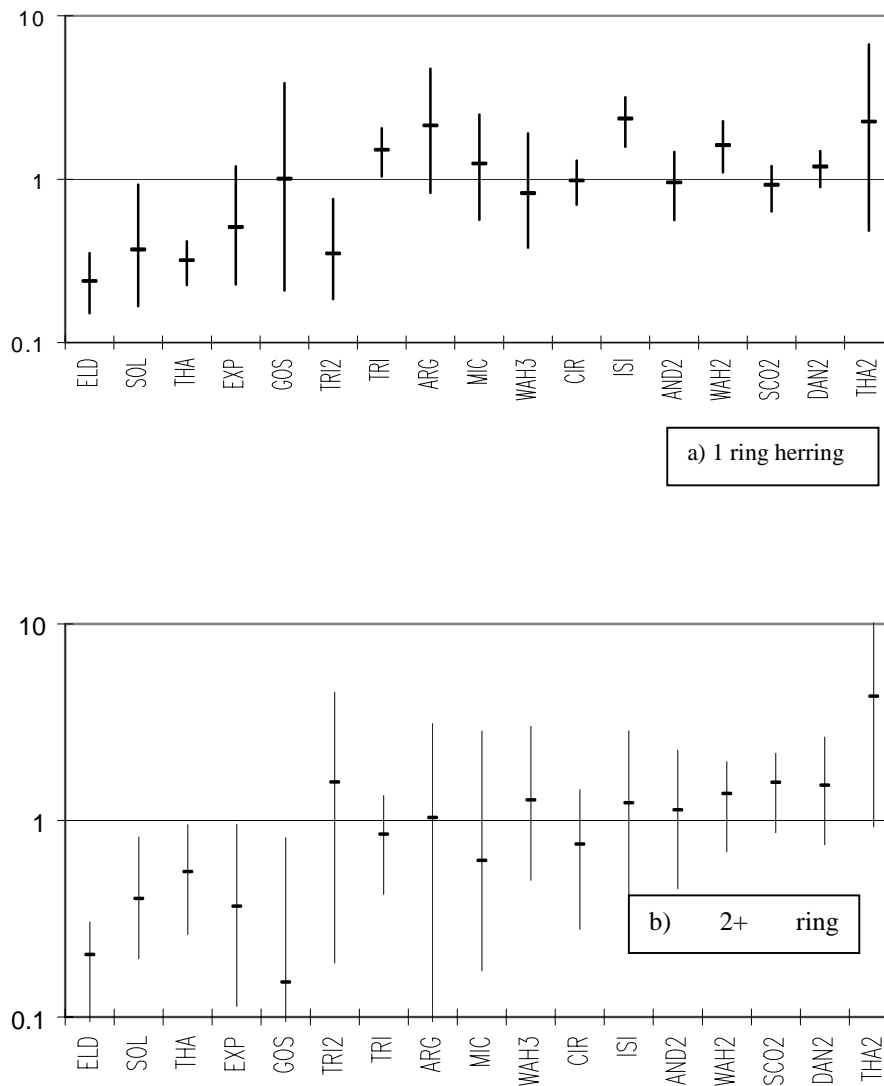 10
1
0.1
ELD SOL THA EXP GOS TRI2 TRI ARG MIC WAH3 CIR ISI AND2 WAH2 SCO2 DAN2 THA2
a) 1 ring herring
10
1
b) 2+ ring
0.1
ELD SOL THA EXP GOS TRI2 TRI ARG MIC WAH3 CIR ISI AND2 WAH2 SCO2 DAN2 THA2